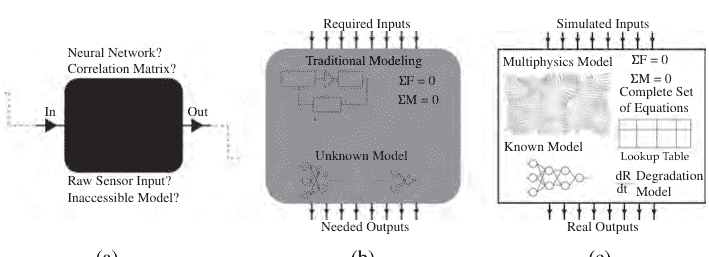 Neural Network?
Correlation Matrix?
In
Out
Raw Sensor Input?
Inaccessible Model?
(a)
Required Inputs
Traditional Modeling
ΣF = 0
ΣM = 0
Unknown Model
Needed Outputs
(b)
Simulated Inputs
Multiphysics Model
ΣF = 0
ΣM = 0
Complete Set
of Equations
Known Model
Lookup Table
dR
dt
Degradation
Model
Real Outputs
(c)